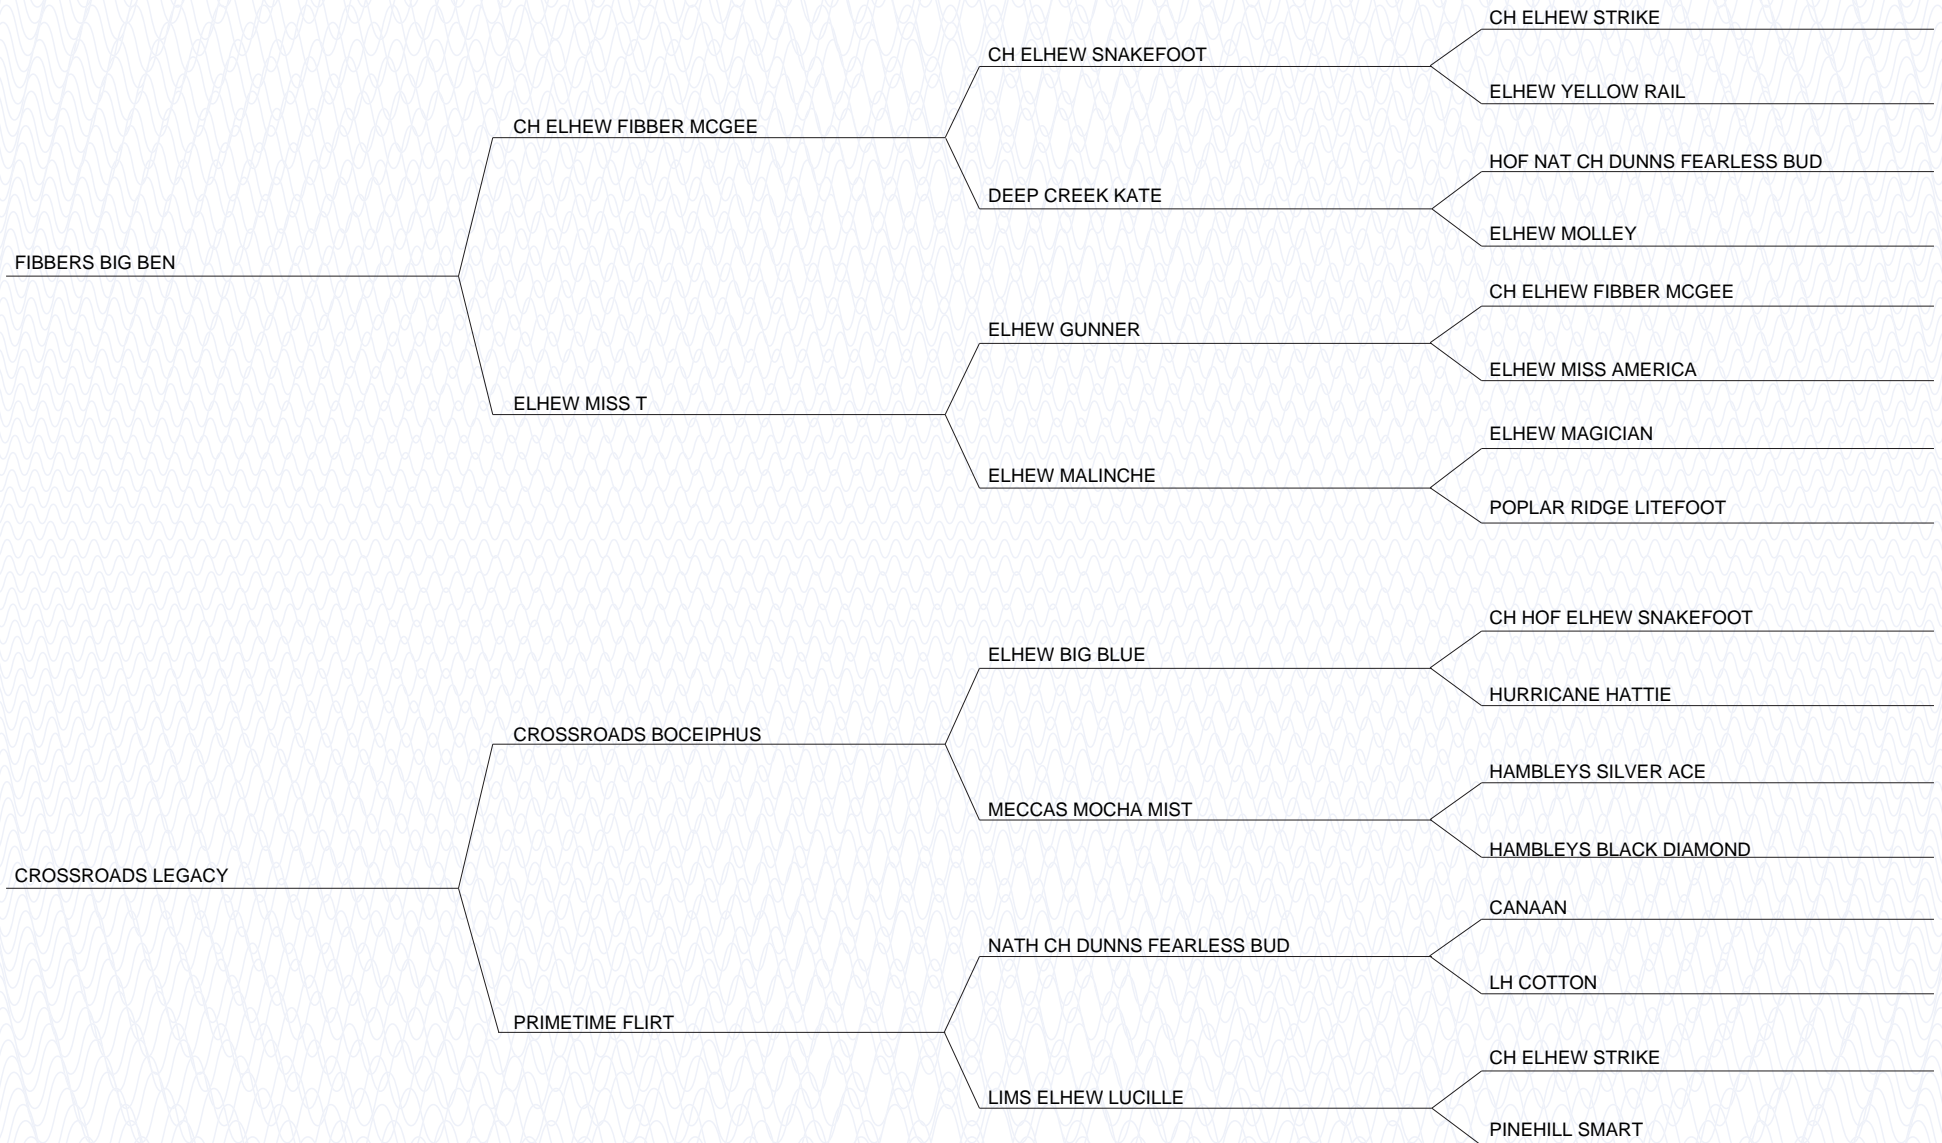 CH ELHEW STRIKE
CH ELHEW SNAKEFOOT
ELHEW YELLOW RAIL
CH ELHEW FIBBER MCGEE
HOF NAT CH DUNNS FEARLESS BUD
DEEP CREEK KATE
ELHEW MOLLEY
FIBBERS BIG BEN
CH ELHEW FIBBER MCGEE
ELHEW GUNNER
ELHEW MISS AMERICA
ELHEW MISS T
ELHEW MAGICIAN
ELHEW MALINCHE
POPLAR RIDGE LITEFOOT
CH HOF ELHEW SNAKEFOOT
ELHEW BIG BLUE
HURRICANE HATTIE
CROSSROADS BOCEIPHUS
HAMBLEYS SILVER ACE
MECCAS MOCHA MIST
HAMBLEYS BLACK DIAMOND
CROSSROADS LEGACY
CANAAN
NATH CH DUNNS FEARLESS BUD
LH COTTON
PRIMETIME FLIRT
CH ELHEW STRIKE
LIMS ELHEW LUCILLE
PINEHILL SMART